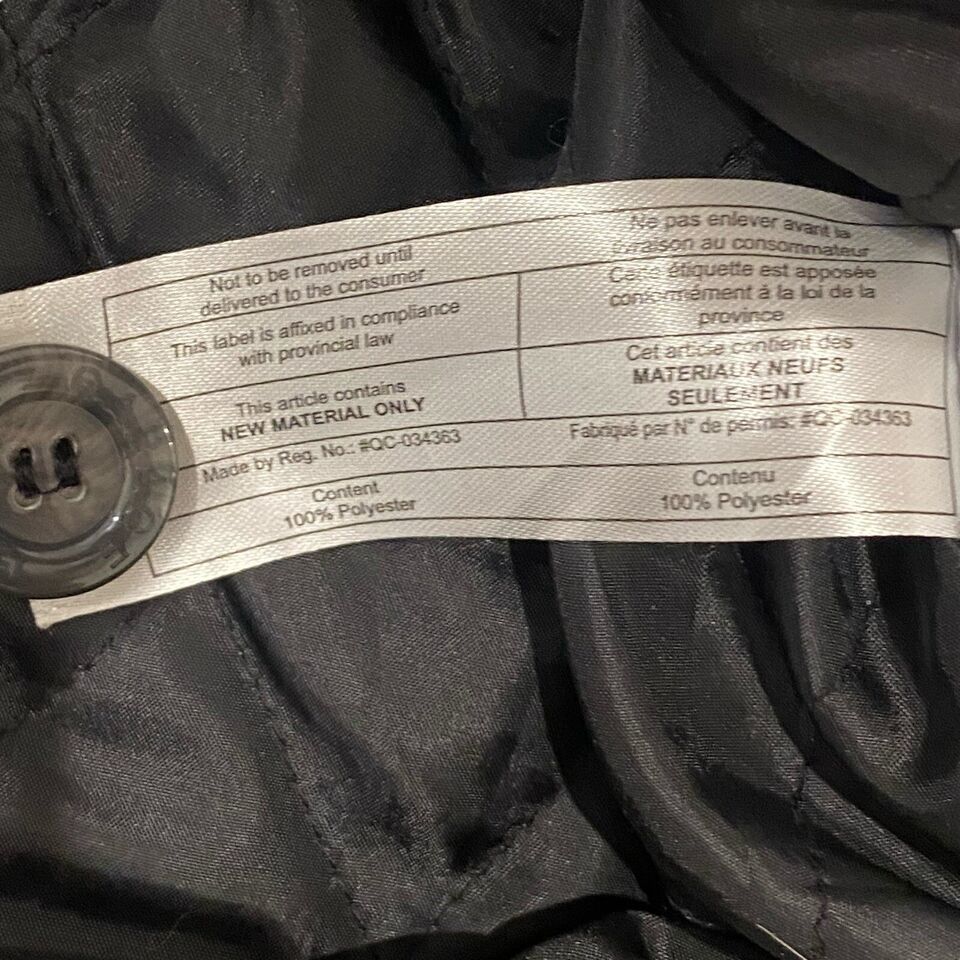 Not to be removed until
delivered to the consumer
This label is affixed in compliance
with provincial law
This article contains
NEW MATERIAL ONLY
Made by Reg. No.: #QC-034363
Content
100% Polyester
Ne pas enlever avant la
livraison au consommateur
Cette étiquette est apposée
conformément à la loi de la
province
Cet article contient des
MATERIAUX NEUFS
SEULEMENT
Fabriqué par N° de permis: #QC-034363
Contenu
100% Polyester